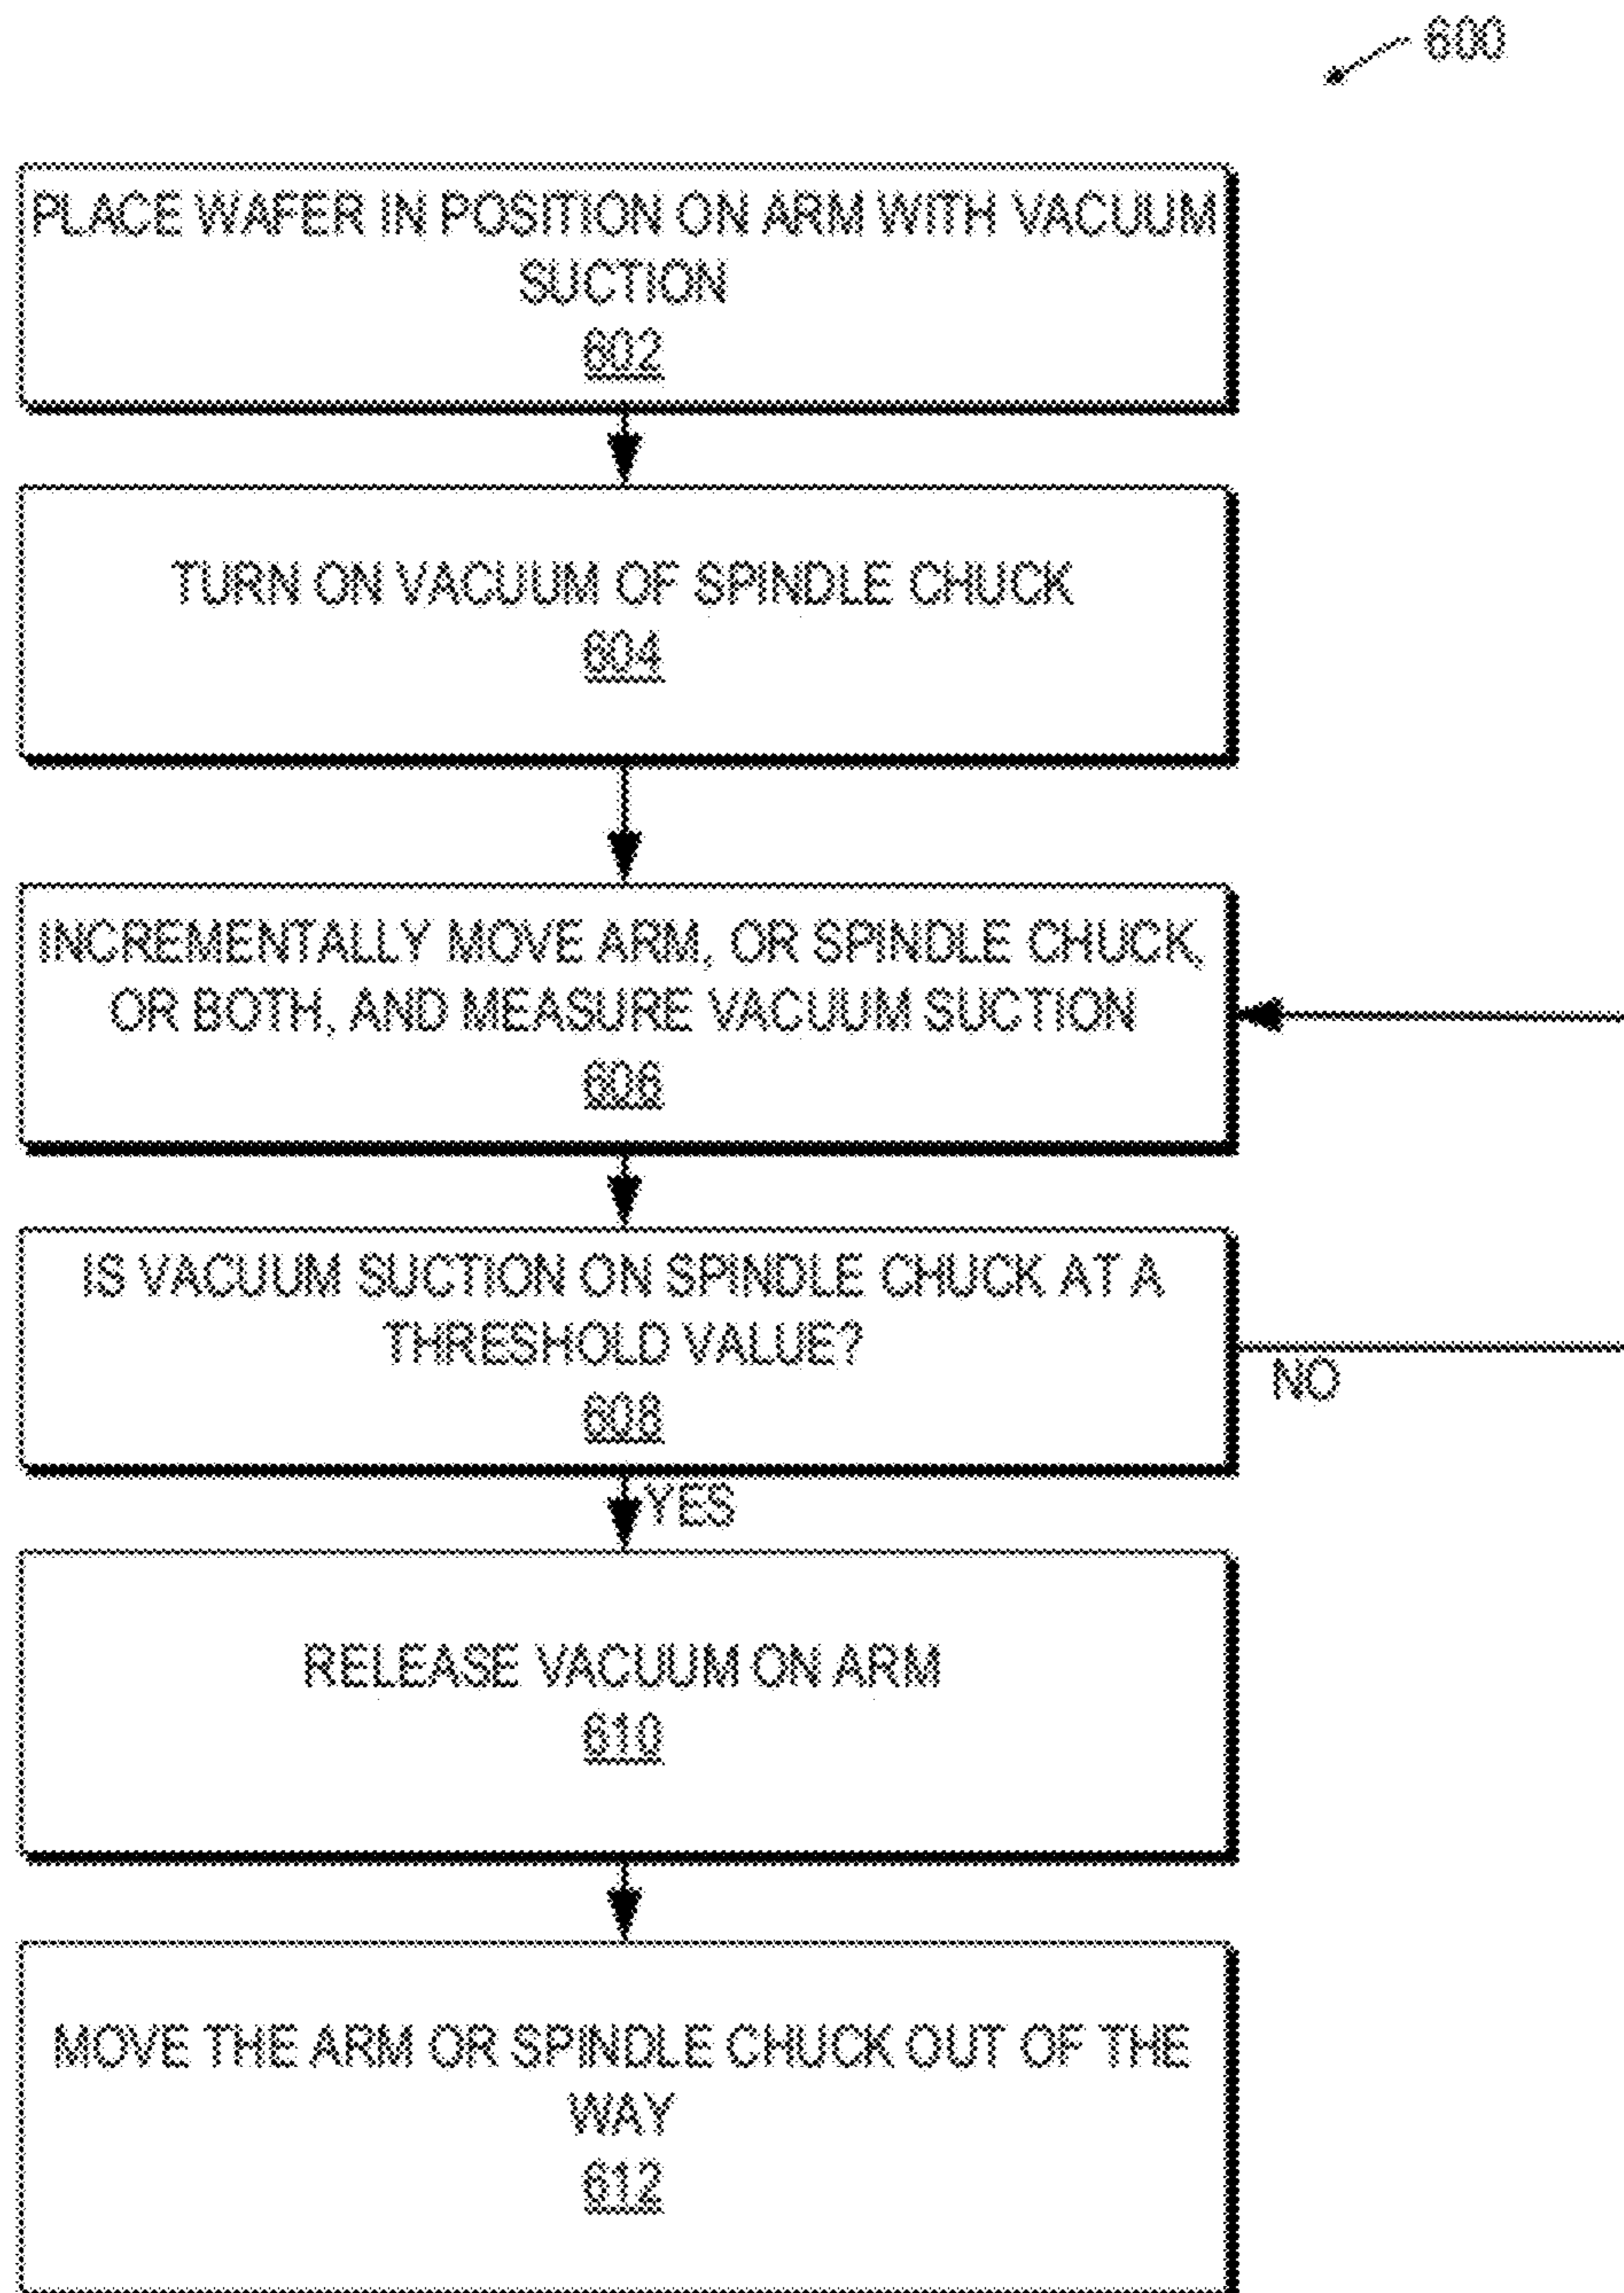 600
PLACE WAFER IN POSITION ON ARM WITH VACUUM
SUCTION
602
TURN ON VACUUM OF SPINDLE CHUCK
604
INCREMENTALLY MOVE ARM, OR SPINDLE CHUCK,
OR BOTH, AND MEASURE VACUUM SUCTION
606
IS VACUUM SUCTION ON SPINDLE CHUCK AT A
THRESHOLD VALUE?
608
NO
YES
RELEASE VACUUM ON ARM
610
MOVE THE ARM OR SPINDLE CHUCK OUT OF THE
WAY
612